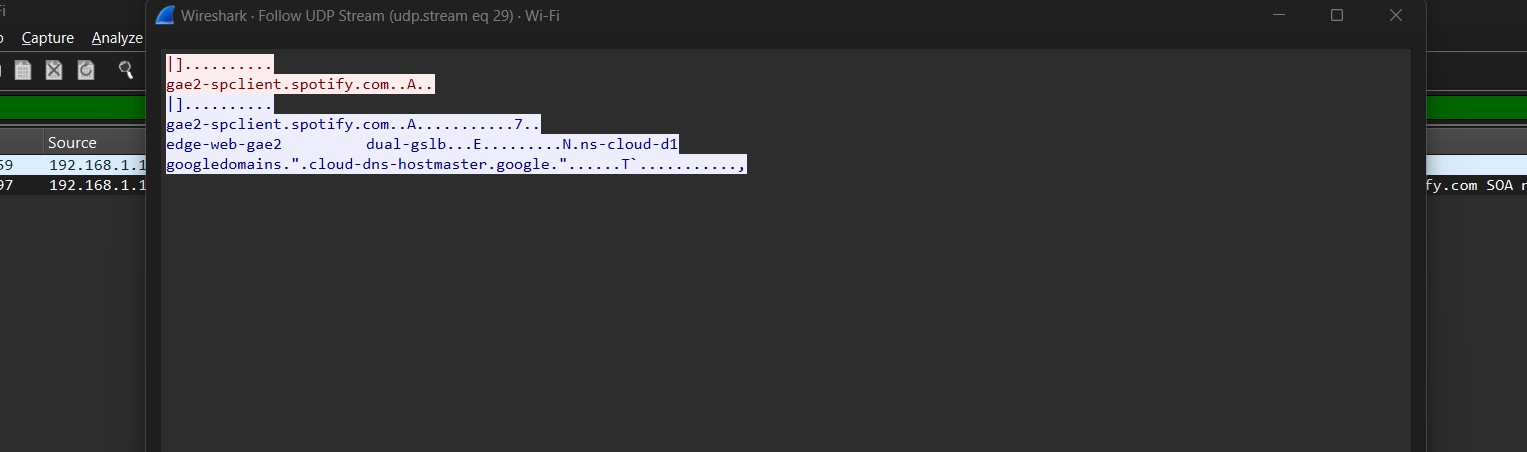 Wireshark · Follow UDP Stream (udp.stream eq 29) · Wi-Fi
Capture Analyze
|]..........
gae2-spclient.spotify.com..A..
|]..........
gae2-spclient.spotify.com..A...........7..
edge-web-gae2 dual-gslb...E.........N.ns-cloud-d1
googledomains.".cloud-dns-hostmaster.google."......T`...........,
Source
59 192.168.1.1
97 192.168.1.1
fy.com SOA